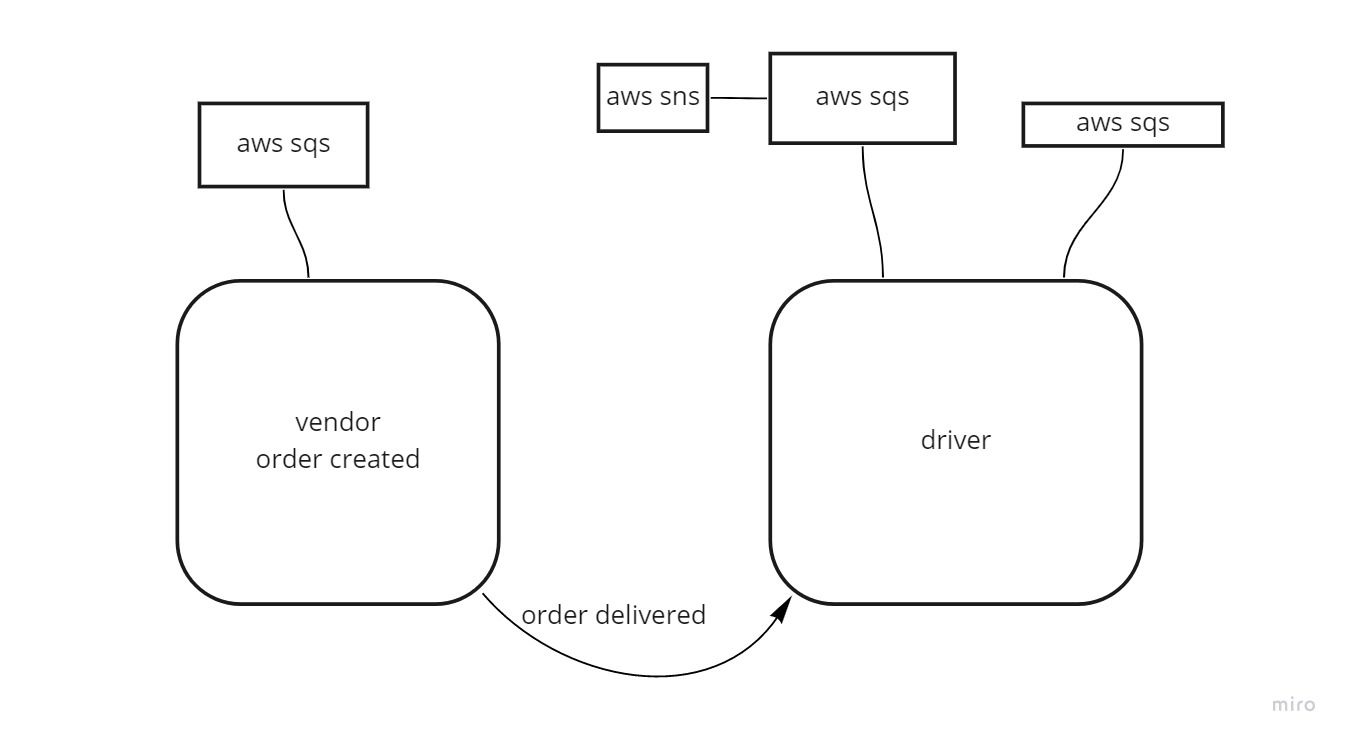 aws sns
aws sqs
aws sqs
aws sqs
vendor
order created
driver
order delivered
miro